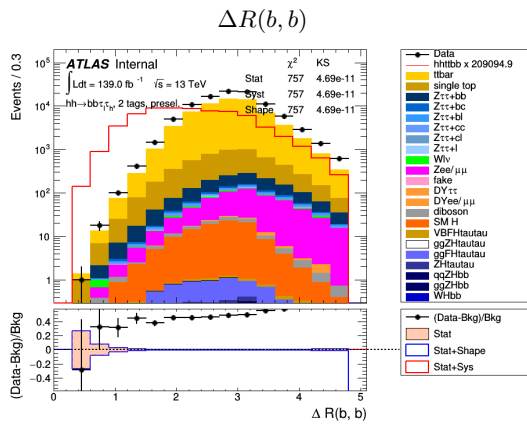 ΔR(b, b)
Events / 0.3
ATLAS Internal
∫ Ldt = 139.0 fb⁻¹ √s = 13 TeV
hh→bbτₗτₕ, 2 tags, presel.
χ² KS
Stat 757 4.69e-11
Syst 757 4.69e-11
Shape 757 4.69e-11
10⁵
10⁴
10³
10²
10
1
Data
hhttbb x 209094.9
ttbar
single top
Zττ+bb
Zττ+bc
Zττ+bl
Zττ+cc
Zττ+cl
Zττ+l
Wlν
Zee/μμ
fake
DYττ
DYee/μμ
diboson
SM H
VBFHtautau
ggZHtautau
ggFHtautau
ZHtautau
qqZHbb
ggZHbb
WHbb
(Data-Bkg)/Bkg
0.4
0.2
0
−0.2
−0.4
0 1 2 3 4 5
Δ R(b, b)
(Data-Bkg)/Bkg
Stat
Stat+Shape
Stat+Sys